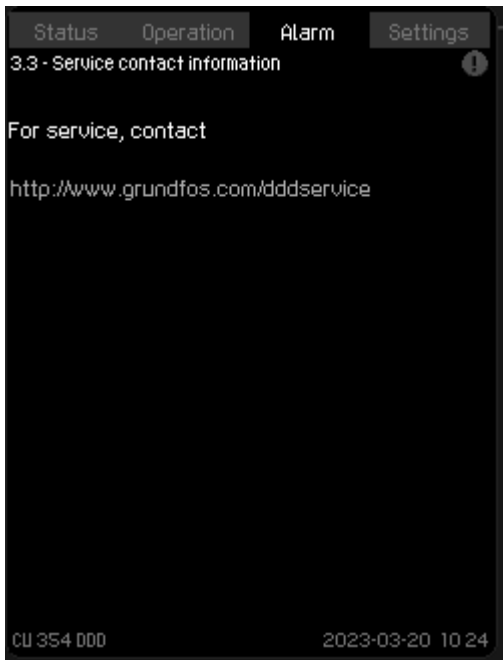 Status Operation Alarm Settings
3.3 - Service contact information
For service, contact
http://www.grundfos.com/dddservice
CU 354 DDD 2023-03-20 10:24